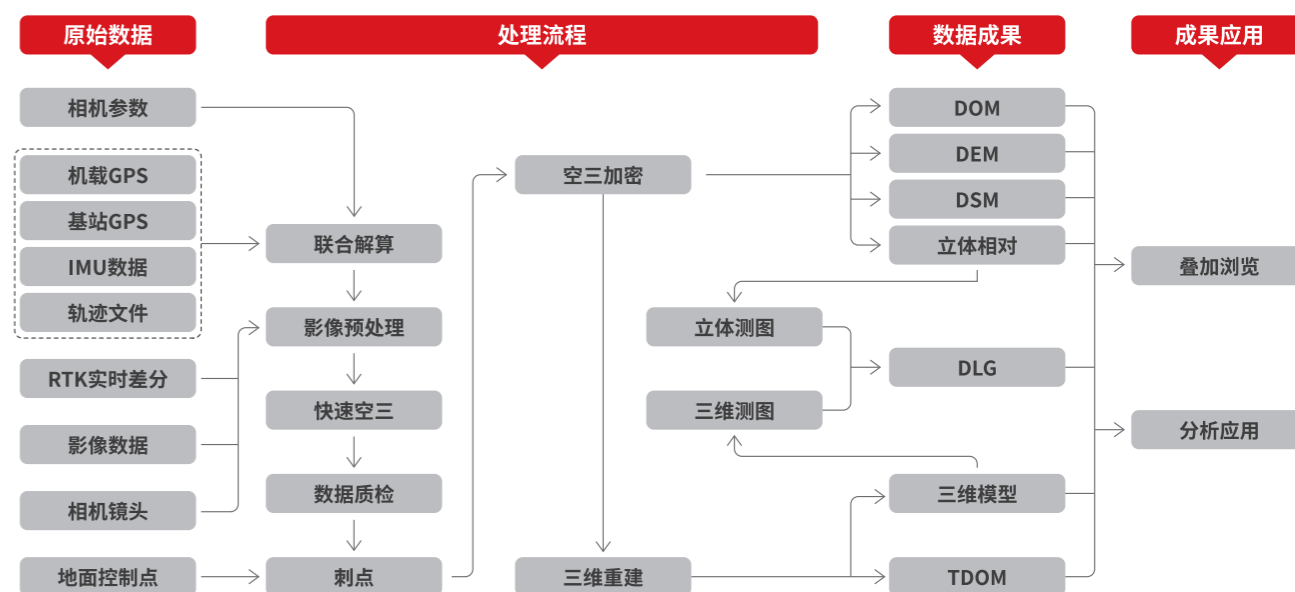 原始数据
处理流程
数据成果
成果应用
相机参数
机载GPS
基站GPS
IMU数据
轨迹文件
RTK实时差分
影像数据
相机镜头
地面控制点
联合解算
影像预处理
快速空三
数据质检
刺点
空三加密
三维重建
立体测图
三维测图
DOM
DEM
DSM
立体相对
DLG
三维模型
TDOM
叠加浏览
分析应用